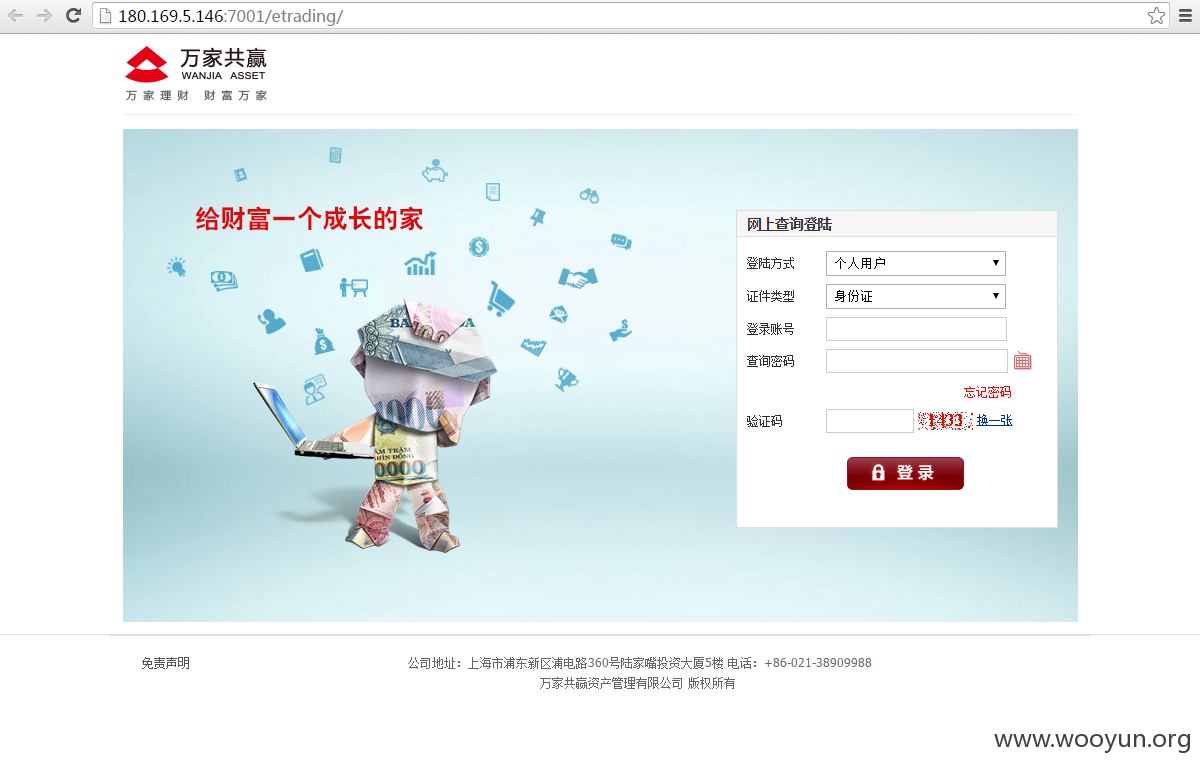 180.169.5.146:7001/etrading/
万家共赢
WANJIA ASSET
万家理财 财富万家
给财富一个成长的家
网上查询登陆
登陆方式 个人用户
证件类型 身份证
登录账号
查询密码
忘记密码
验证码 1433 换一张
登录
免责声明
公司地址：上海市浦东新区浦电路360号陆家嘴投资大厦5楼 电话：+86-021-38909988
万家共赢资产管理有限公司 版权所有
www.wooyun.org